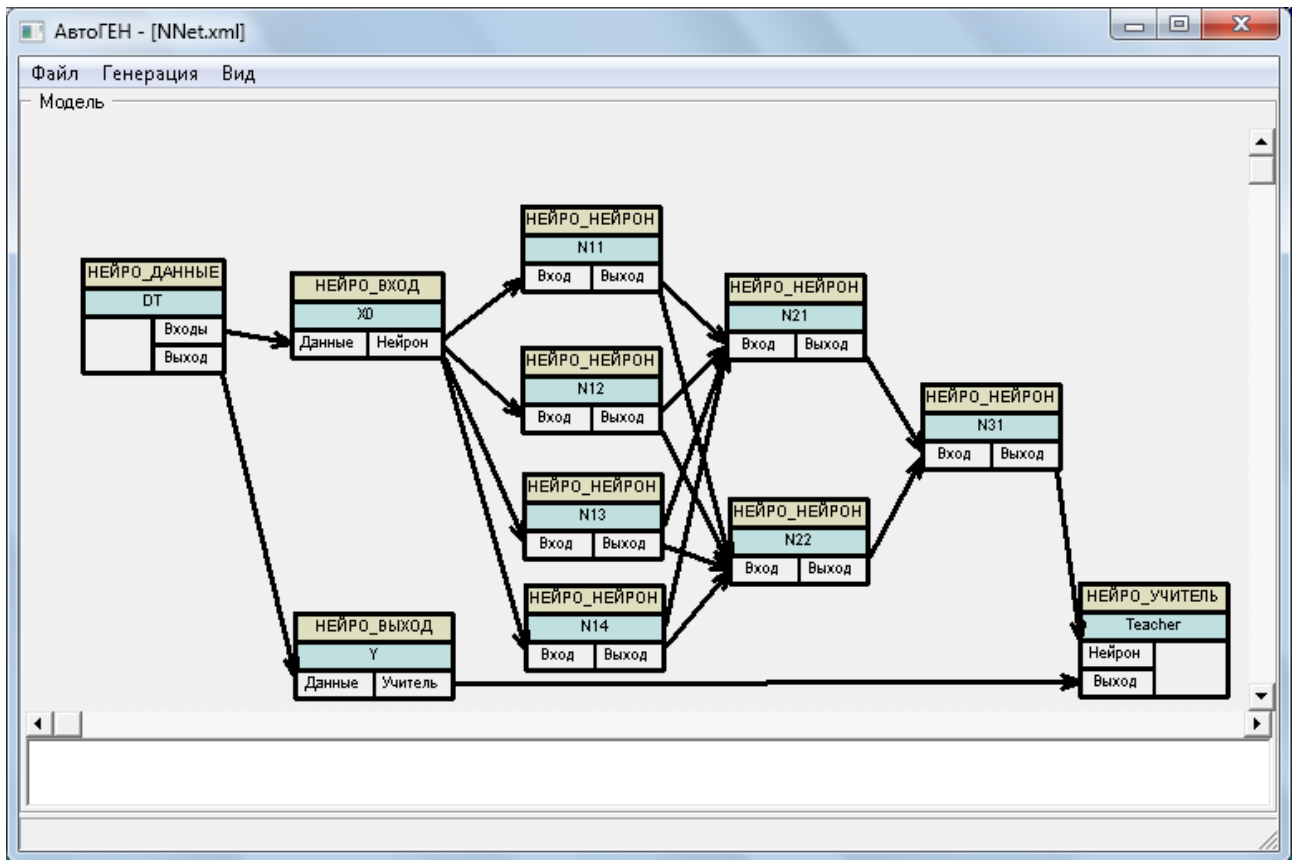 АвтоГЕН - [NNet.xml]
Файл Генерация Вид
Модель
НЕЙРО_ДАННЫЕ
DT
Входы
Выход
НЕЙРО_ВХОД
X0
Данные Нейрон
НЕЙРО_НЕЙРОН
N11
Вход Выход
НЕЙРО_НЕЙРОН
N12
Вход Выход
НЕЙРО_НЕЙРОН
N13
Вход Выход
НЕЙРО_НЕЙРОН
N14
Вход Выход
НЕЙРО_НЕЙРОН
N21
Вход Выход
НЕЙРО_НЕЙРОН
N22
Вход Выход
НЕЙРО_НЕЙРОН
N31
Вход Выход
НЕЙРО_ВЫХОД
Y
Данные Учитель
НЕЙРО_УЧИТЕЛЬ
Teacher
Нейрон
Выход